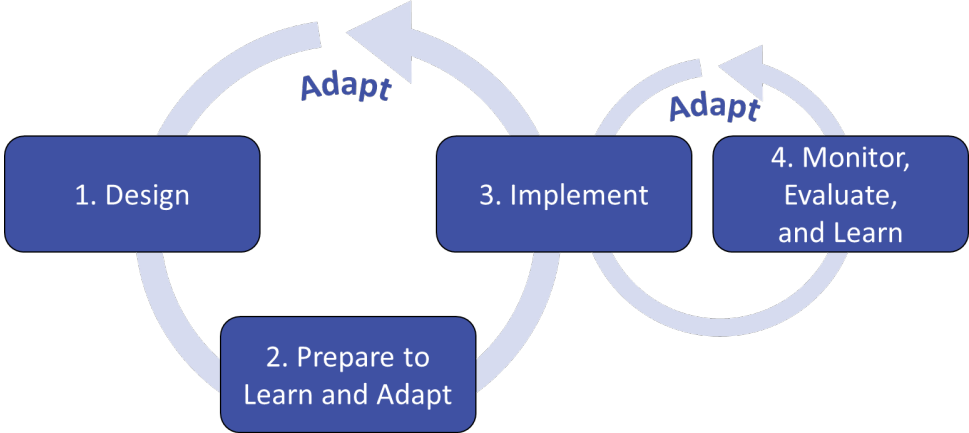 Adapt
Adapt
1. Design
3. Implement
4. Monitor,
Evaluate,
and Learn
2. Prepare to
Learn and Adapt